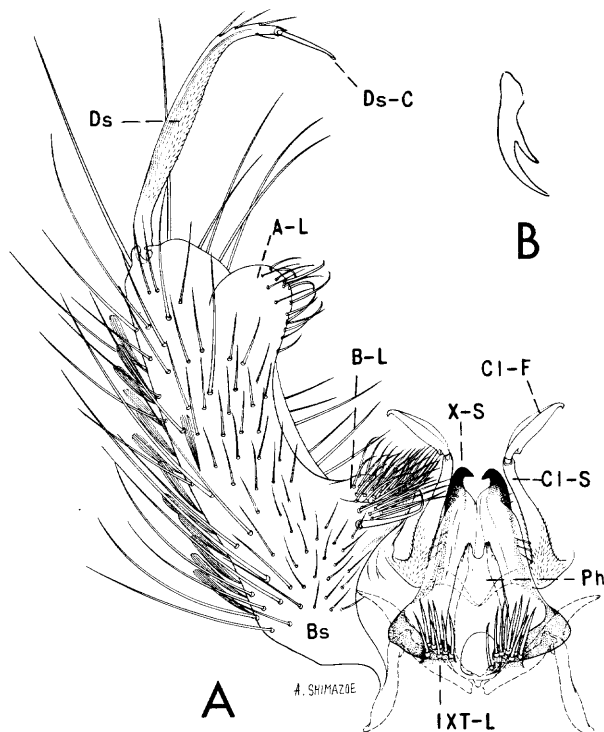 Ds
Ds-C
A-L
B
B-L
Cl-F
X-S
Cl-S
Ph
Bs
A. SHIMAZOE
A
IXT-L